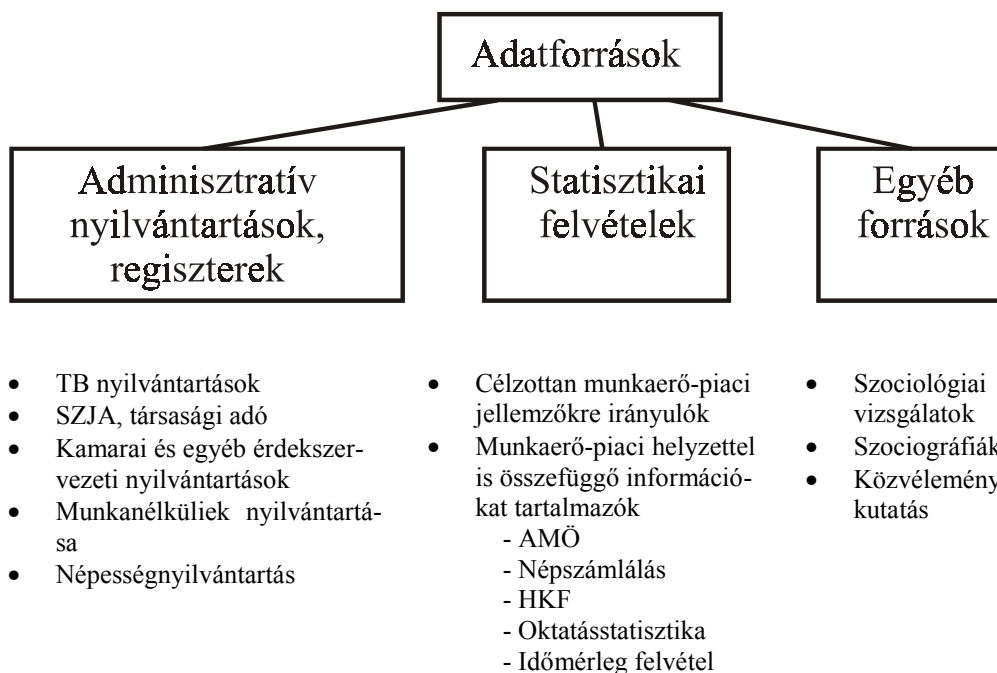 Adatforrások
Adminisztratív
nyilvántartások,
regiszterek
Statisztikai
felvételek
Egyéb
források
• TB nyilvántartások
• SZJA, társasági adó
• Kamarai és egyéb érdekszer-
vezeti nyilvántartások
• Munkanélküliek nyilvántartá-
sa
• Népességnyilvántartás
• Célzottan munkaerő-piaci
jellemzőkre irányulók
• Munkaerő-piaci helyzettel
is összefüggő információ-
kat tartalmazók
- AMÖ
- Népszámlálás
- HKF
- Oktatásstatisztika
- Időmérleg felvétel
• Szociológiai
vizsgálatok
• Szociográfiák
• Közvélemény
kutatás